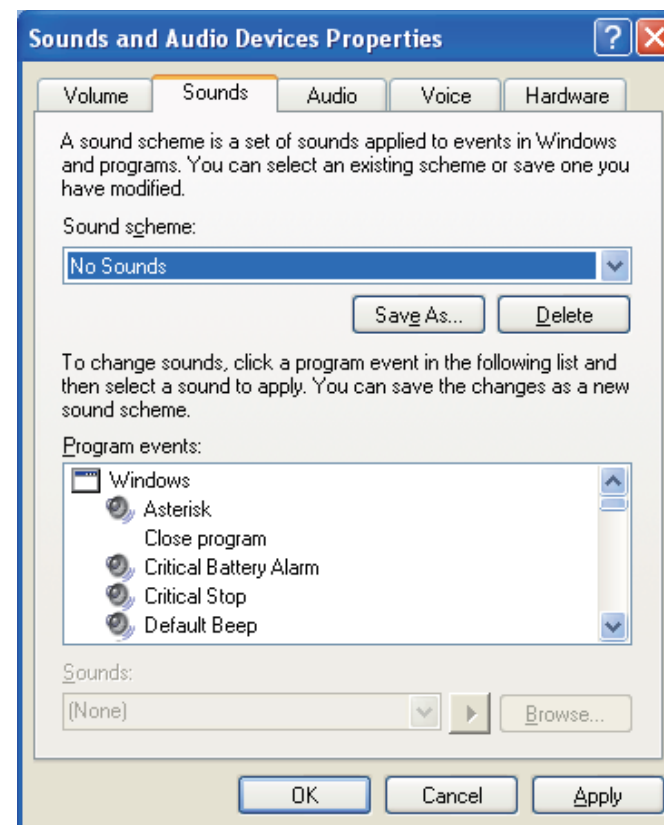 Sounds and Audio Devices Properties
Volume Sounds Audio Voice Hardware
A sound scheme is a set of sounds applied to events in Windows
and programs. You can select an existing scheme or save one you
have modified.
Sound scheme:
No Sounds
Save As... Delete
To change sounds, click a program event in the following list and
then select a sound to apply. You can save the changes as a new
sound scheme.
Program events:
Windows
Asterisk
Close program
Critical Battery Alarm
Critical Stop
Default Beep
Sounds:
(None) Browse...
OK Cancel Apply